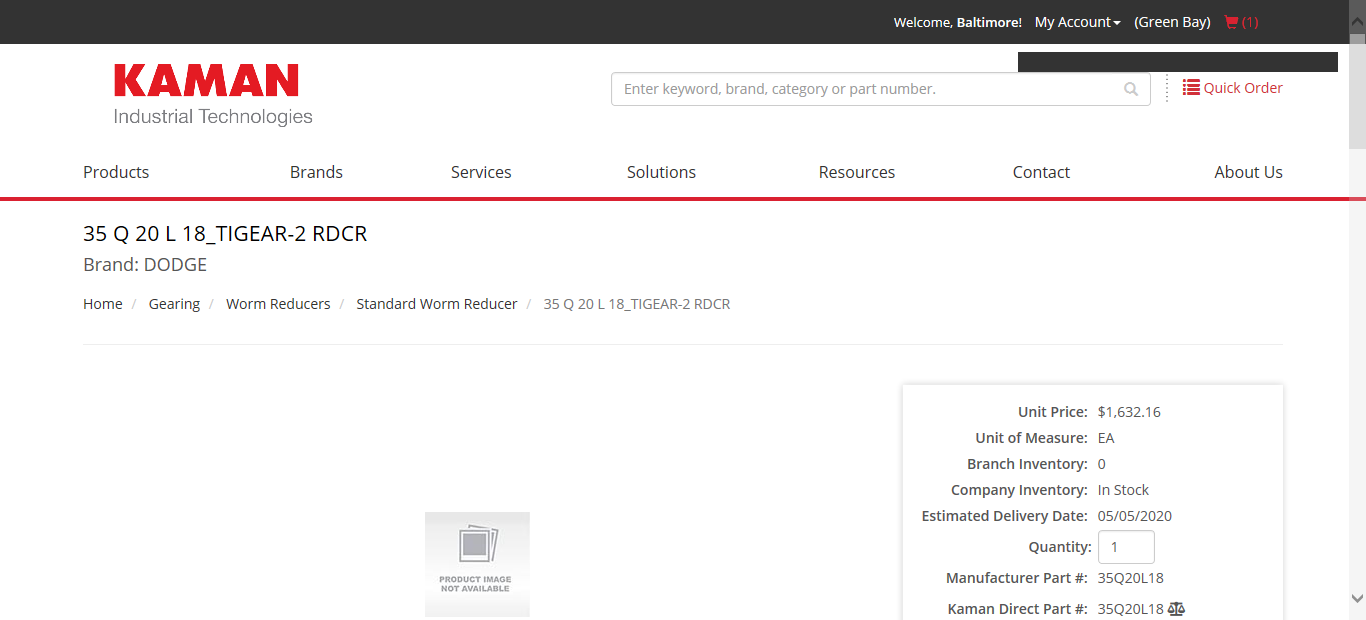 Welcome, Baltimore! My Account (Green Bay) (1)
KAMAN
Industrial Technologies
Enter keyword, brand, category or part number.
Quick Order
Products Brands Services Solutions Resources Contact About Us
35 Q 20 L 18_TIGEAR-2 RDCR
Brand: DODGE
Home / Gearing / Worm Reducers / Standard Worm Reducer / 35 Q 20 L 18_TIGEAR-2 RDCR
Unit Price: $1,632.16
Unit of Measure: EA
Branch Inventory: 0
Company Inventory: In Stock
Estimated Delivery Date: 05/05/2020
Quantity: 1
Manufacturer Part #: 35Q20L18
Kaman Direct Part #: 35Q20L18
PRODUCT IMAGE
NOT AVAILABLE